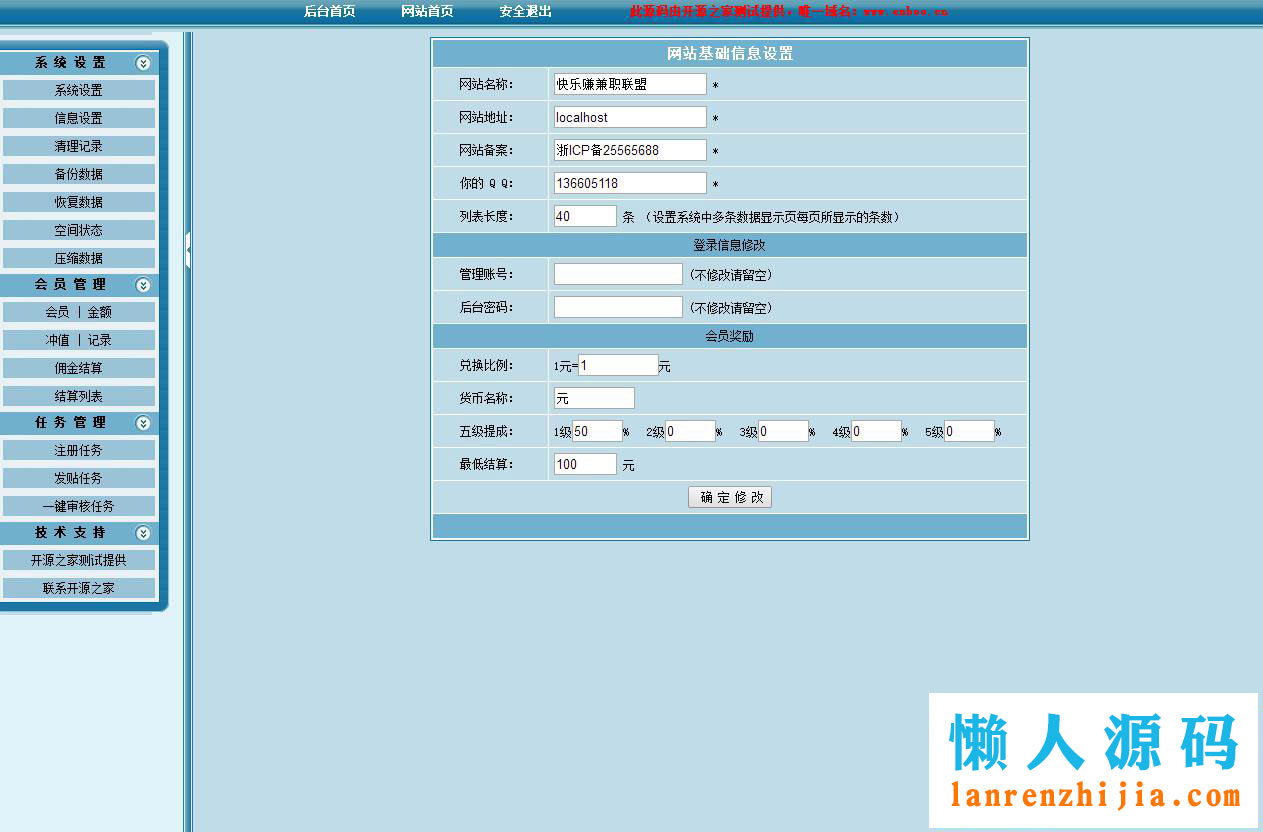 后台首页 网站首页 安全退出 此源码由开源之家测试提供，唯一域名：www.enhoo.cn
系统设置
系统设置
信息设置
清理记录
备份数据
恢复数据
空间状态
压缩数据
会员管理
会员 | 金额
冲值 | 记录
佣金结算
结算列表
任务管理
注册任务
发贴任务
一键审核任务
技术支持
开源之家测试提供
联系开源之家
网站基础信息设置
网站名称： 快乐赚兼职联盟 *
网站地址： localhost *
网站备案： 浙ICP备25565688 *
你的 Q Q： 136605118 *
列表长度： 40 条 （设置系统中多条数据显示页每页所显示的条数）
登录信息修改
管理账号： (不修改请留空)
后台密码： (不修改请留空)
会员奖励
兑换比例： 1元=1元
货币名称： 元
五级提成： 1级50% 2级0% 3级0% 4级0% 5级0%
最低结算： 100 元
确定修改
懒人源码
lanrenzhijia.com